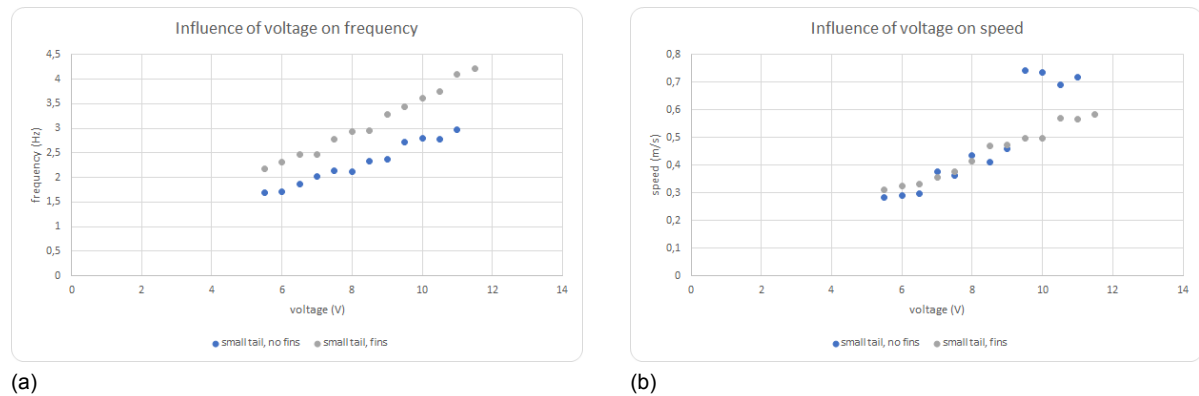 Influence of voltage on frequency
4,5
4
3,5
3
2,5
2
1,5
1
0,5
0
frequency (Hz)
0 2 4 6 8 10 12 14
voltage (V)
small tail, no fins small tail, fins
(a)
Influence of voltage on speed
0,8
0,7
0,6
0,5
0,4
0,3
0,2
0,1
0
speed (m/s)
0 2 4 6 8 10 12 14
voltage (V)
small tail, no fins small tail, fins
(b)